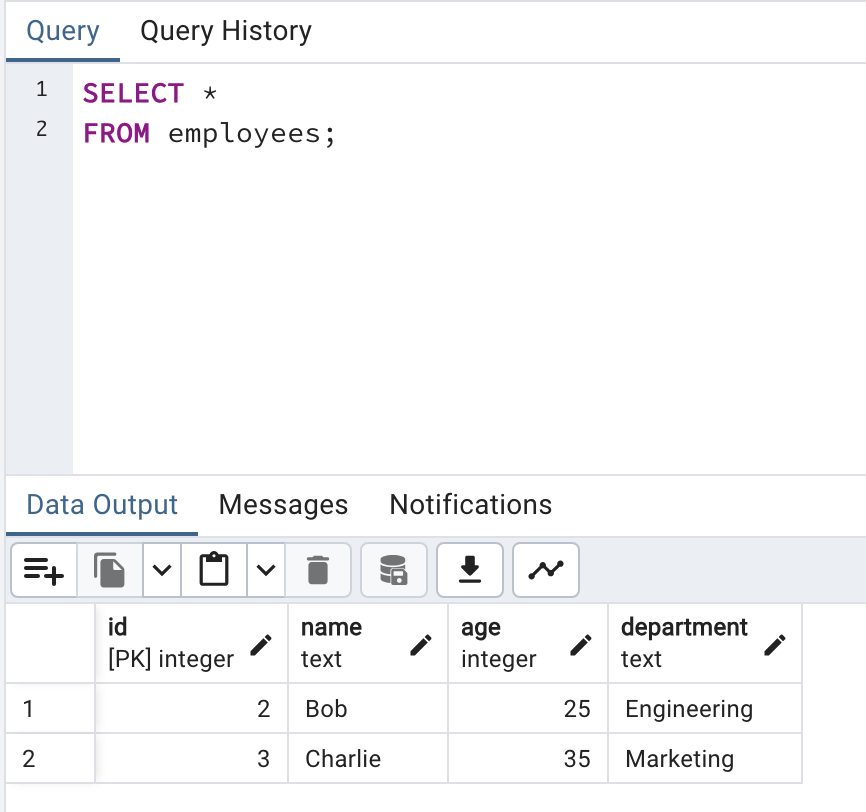 Query Query History
1 SELECT *
2 FROM employees;
Data Output Messages Notifications
id name age department
[PK] integer text integer text
1 2 Bob 25 Engineering
2 3 Charlie 35 Marketing